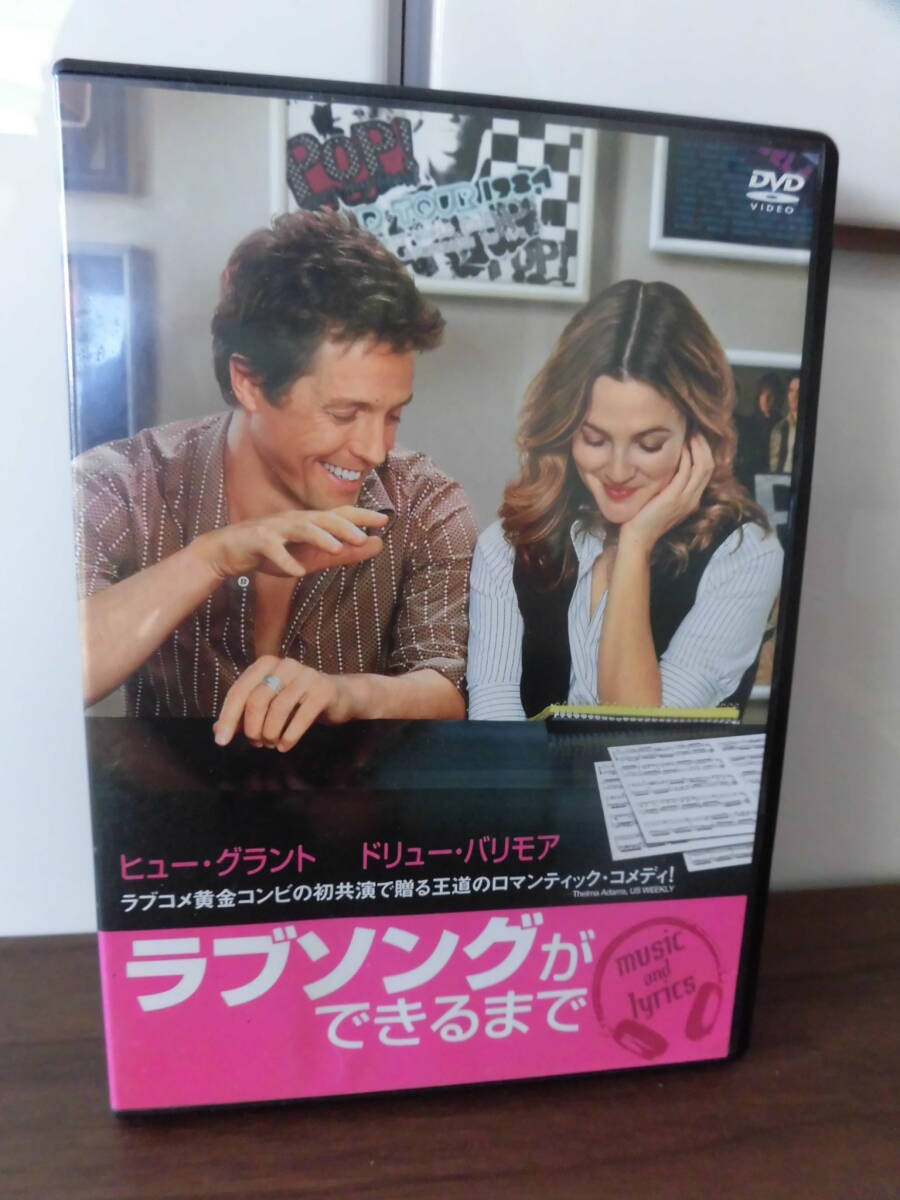 POP!
TOUR 1984
POP!
DVD
VIDEO
ヒュー・グラント ドリュー・バリモア
ラブコメ黄金コンビの初共演で贈る王道のロマンティック・コメディ!
Thelma Adams, US WEEKLY
ラブソングが
できるまで
music
and
lyrics